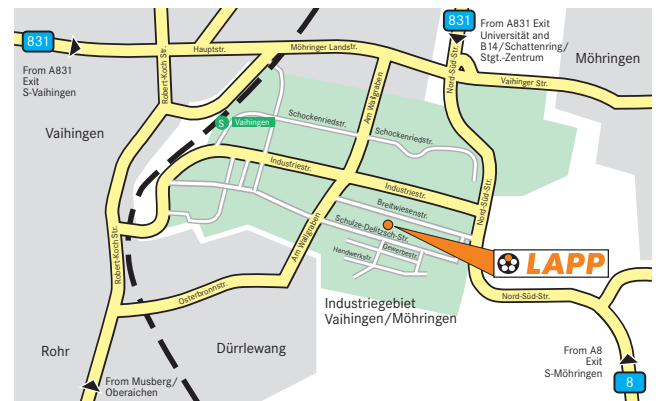 831
From A831
Exit
S-Vaihingen
Hauptstr.
Möhringer Landstr.
831
From A831 Exit
Universität and
B14/Schattenring/
Stgt.-Zentrum
Möhringen
Vaihinger Str.
Nord-Süd-Str.
Robert-Koch Str.
Am Wallgraben
Vaihingen
S
Vaihingen
Schockenriedstr.
Schockenriedstr.
Industriestr.
Industriestr.
Breitwiesenstr.
Nord-Süd-Str.
Schulze-Delitzsch-Str.
Gewerbestr.
Handwerkstr.
Am Wallgraben
Robert-Koch Str.
LAPP
Osterbronnstr.
Nord-Süd-Str.
Industriegebiet
Vaihingen/Möhringen
Rohr
Dürrlewang
From A8
Exit
S-Möhringen
8
From Musberg/
Oberaichen